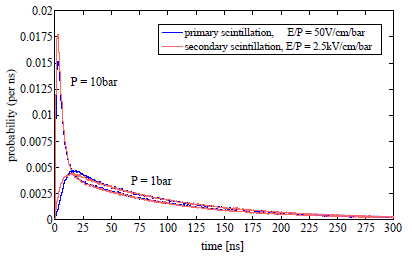 0.02
0.0175
0.015
0.0125
0.01
0.0075
0.005
0.0025
0
probability (per ns)
primary scintillation, E/P = 50V/cm/bar
secondary scintillation, E/P = 2.5kV/cm/bar
P = 10bar
P = 1bar
0 25 50 75 100 125 150 175 200 225 250 275 300
time [ns]